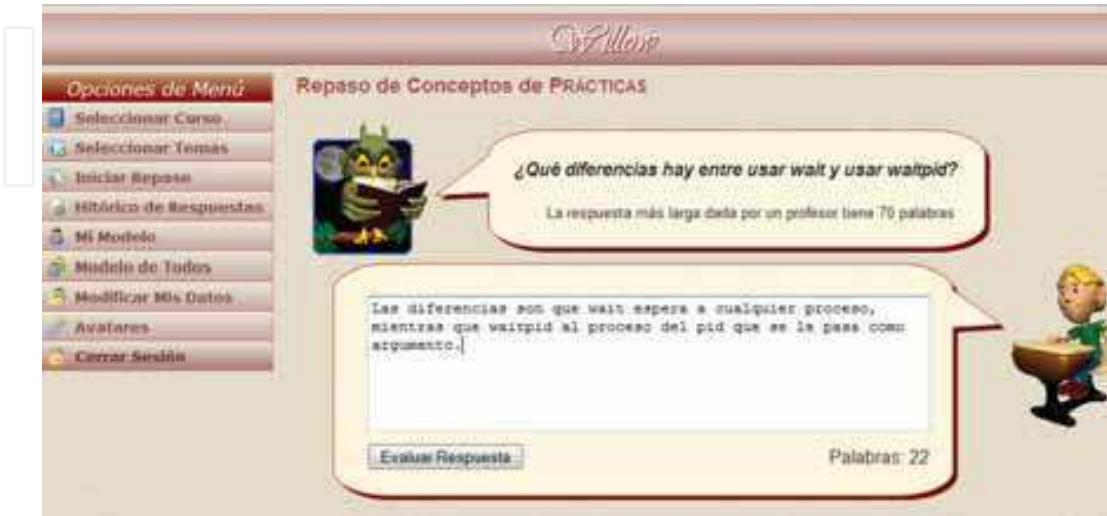 Willow
Opciones de Menú
Seleccionar Curso
Seleccionar Temas
Iniciar Repaso
Hitórico de Respuestas
Mi Modelo
Modelo de Todos
Modificar Mis Datos
Avatares
Cerrar Sesión
Repaso de Conceptos de PRÁCTICAS
¿Qué diferencias hay entre usar wait y usar waitpid?
La respuesta más larga dada por un profesor tiene 70 palabras
Las diferencias son que wait espera a cualquier proceso,
mientras que waitpid al proceso del pid que se la pasa como
argumento.
Evaluar Respuesta
Palabras: 22